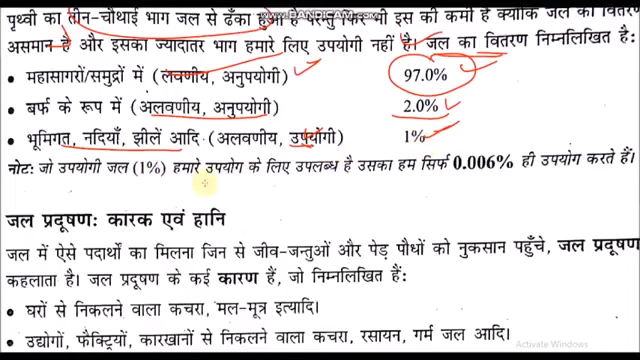 पृथ्वी का तीन-चौथाई भाग जल से ढँका हुआ है परन्तु फिर भी इस की कमी है क्योंकि जल का वितरण
असमान है और इसका ज्यादातर भाग हमारे लिए उपयोगी नहीं है। जल का वितरण निम्नलिखित है:
• महासागरों/समुद्रों में (लवणीय, अनुपयोगी) 97.0%
• बर्फ के रूप में (अलवणीय, अनुपयोगी) 2.0%
• भूमिगत, नदियाँ, झीलें आदि (अलवणीय, उपयोगी) 1%
नोटः जो उपयोगी जल (1%) हमारे उपयोग के लिए उपलब्ध है उसका हम सिर्फ 0.006% ही उपयोग करते हैं।
जल प्रदूषणः कारक एवं हानि
जल में ऐसे पदार्थों का मिलना जिन से जीव-जन्तुओं और पेड़ पौधों को नुकसान पहुँचे, जल प्रदूषण
कहलाता है। जल प्रदूषण के कई कारण हैं, जो निम्नलिखित हैंः
• घरों से निकलने वाला कचरा, मल-मूत्र इत्यादि।
• उद्योगों, फैक्ट्रियों, कारखानों से निकलने वाला कचरा, रसायन, गर्म जल आदि।
Activate Windows